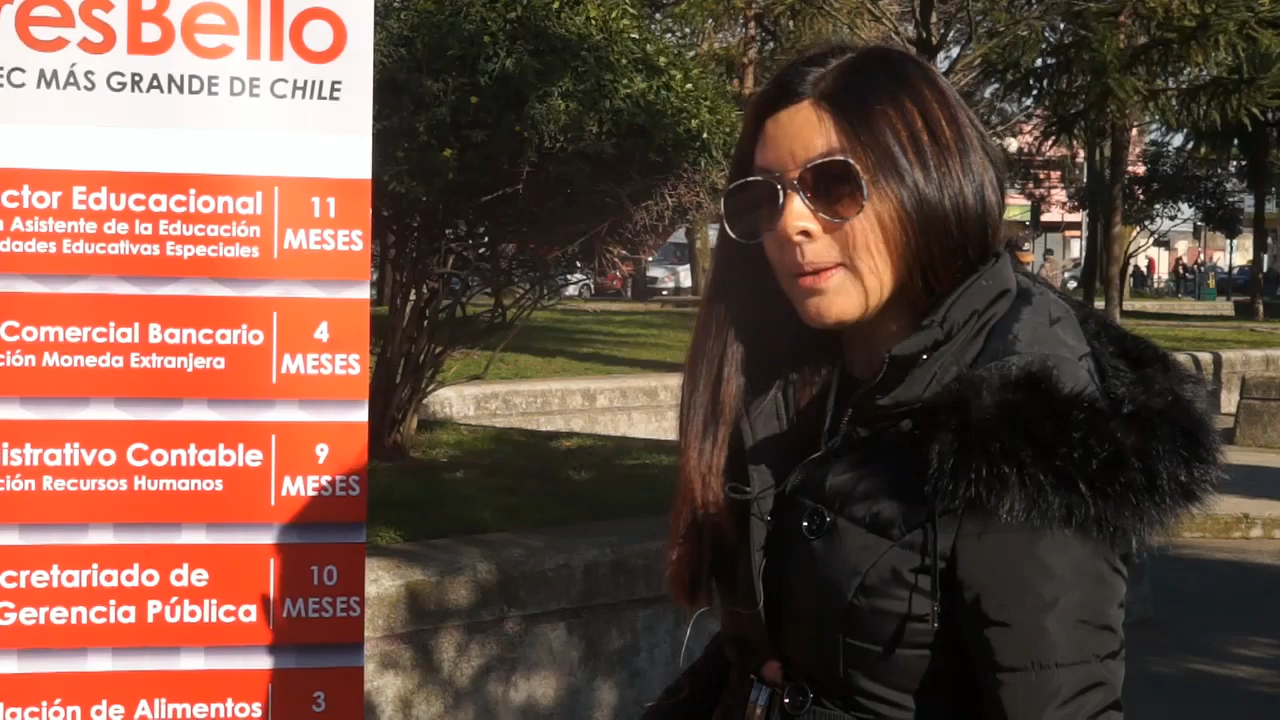 resBello
EC MÁS GRANDE DE CHILE
ctor Educacional
n Asistente de la Educación
dades Educativas Especiales
11
MESES
Comercial Bancario
ción Moneda Extranjera
4
MESES
istrativo Contable
ción Recursos Humanos
9
MESES
cretariado de
Gerencia Pública
10
MESES
lación de Alimentos
3